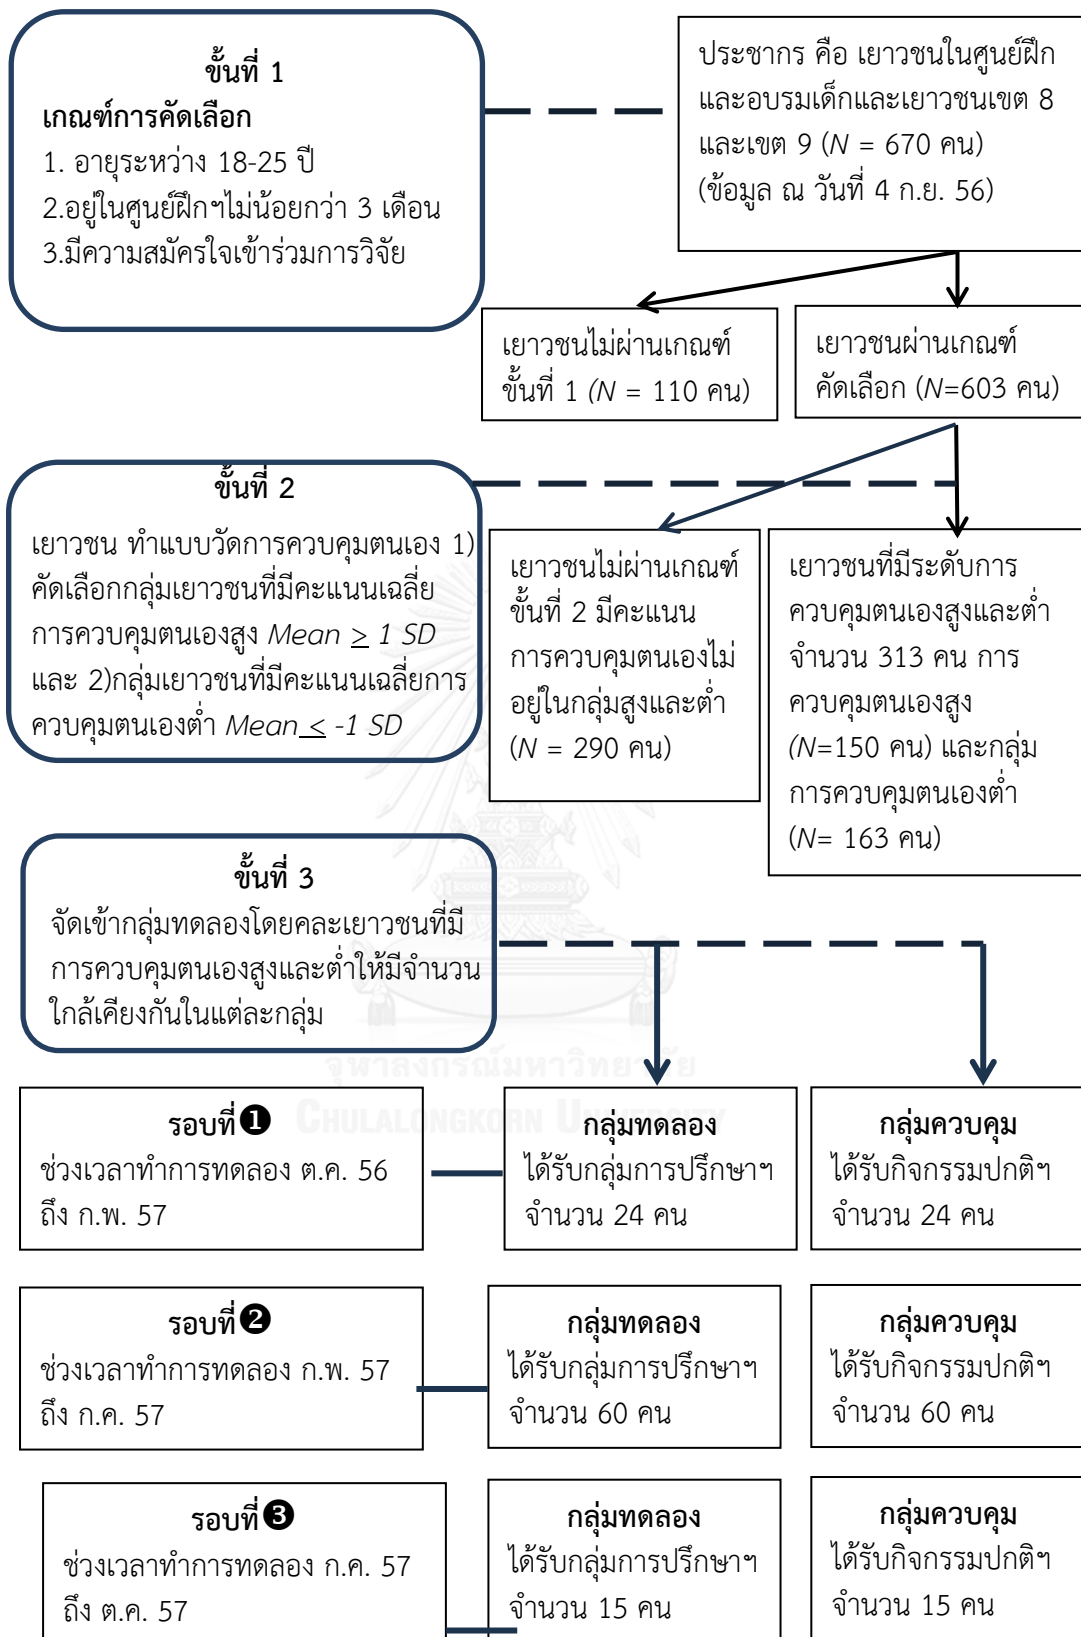 ขั้นที่ 1
เกณฑ์การคัดเลือก
1. อายุระหว่าง 18-25 ปี
2.อยู่ในศูนย์ฝึกฯไม่น้อยกว่า 3 เดือน
3.มีความสมัครใจเข้าร่วมการวิจัย
ประชากร คือ เยาวชนในศูนย์ฝึก
และอบรมเด็กและเยาวชนเขต 8
และเขต 9 (N = 670 คน)
(ข้อมูล ณ วันที่ 4 ก.ย. 56)
เยาวชนไม่ผ่านเกณฑ์
ขั้นที่ 1 (N = 110 คน)
เยาวชนผ่านเกณฑ์
คัดเลือก (N=603 คน)
ขั้นที่ 2
เยาวชน ทำแบบวัดการควบคุมตนเอง 1)
คัดเลือกกลุ่มเยาวชนที่มีคะแนนเฉลี่ย
การควบคุมตนเองสูง Mean ≥ 1 SD
และ 2)กลุ่มเยาวชนที่มีคะแนนเฉลี่ยการ
ควบคุมตนเองต่ำ Mean ≤ -1 SD
เยาวชนไม่ผ่านเกณฑ์
ขั้นที่ 2 มีคะแนน
การควบคุมตนเองไม่
อยู่ในกลุ่มสูงและต่ำ
(N = 290 คน)
เยาวชนที่มีระดับการ
ควบคุมตนเองสูงและต่ำ
จำนวน 313 คน การ
ควบคุมตนเองสูง
(N=150 คน) และกลุ่ม
การควบคุมตนเองต่ำ
(N= 163 คน)
ขั้นที่ 3
จัดเข้ากลุ่มทดลองโดยคละเยาวชนที่มี
การควบคุมตนเองสูงและต่ำให้มีจำนวน
ใกล้เคียงกันในแต่ละกลุ่ม
จุฬาลงกรณ์มหาวิทยาลัย
CHULALONGKORN UNIVERSITY
รอบที่❶
ช่วงเวลาทำการทดลอง ต.ค. 56
ถึง ก.พ. 57
กลุ่มทดลอง
ได้รับกลุ่มการปรึกษาฯ
จำนวน 24 คน
กลุ่มควบคุม
ได้รับกิจกรรมปกติฯ
จำนวน 24 คน
รอบที่❷
ช่วงเวลาทำการทดลอง ก.พ. 57
ถึง ก.ค. 57
กลุ่มทดลอง
ได้รับกลุ่มการปรึกษาฯ
จำนวน 60 คน
กลุ่มควบคุม
ได้รับกิจกรรมปกติฯ
จำนวน 60 คน
รอบที่❸
ช่วงเวลาทำการทดลอง ก.ค. 57
ถึง ต.ค. 57
กลุ่มทดลอง
ได้รับกลุ่มการปรึกษาฯ
จำนวน 15 คน
กลุ่มควบคุม
ได้รับกิจกรรมปกติฯ
จำนวน 15 คน